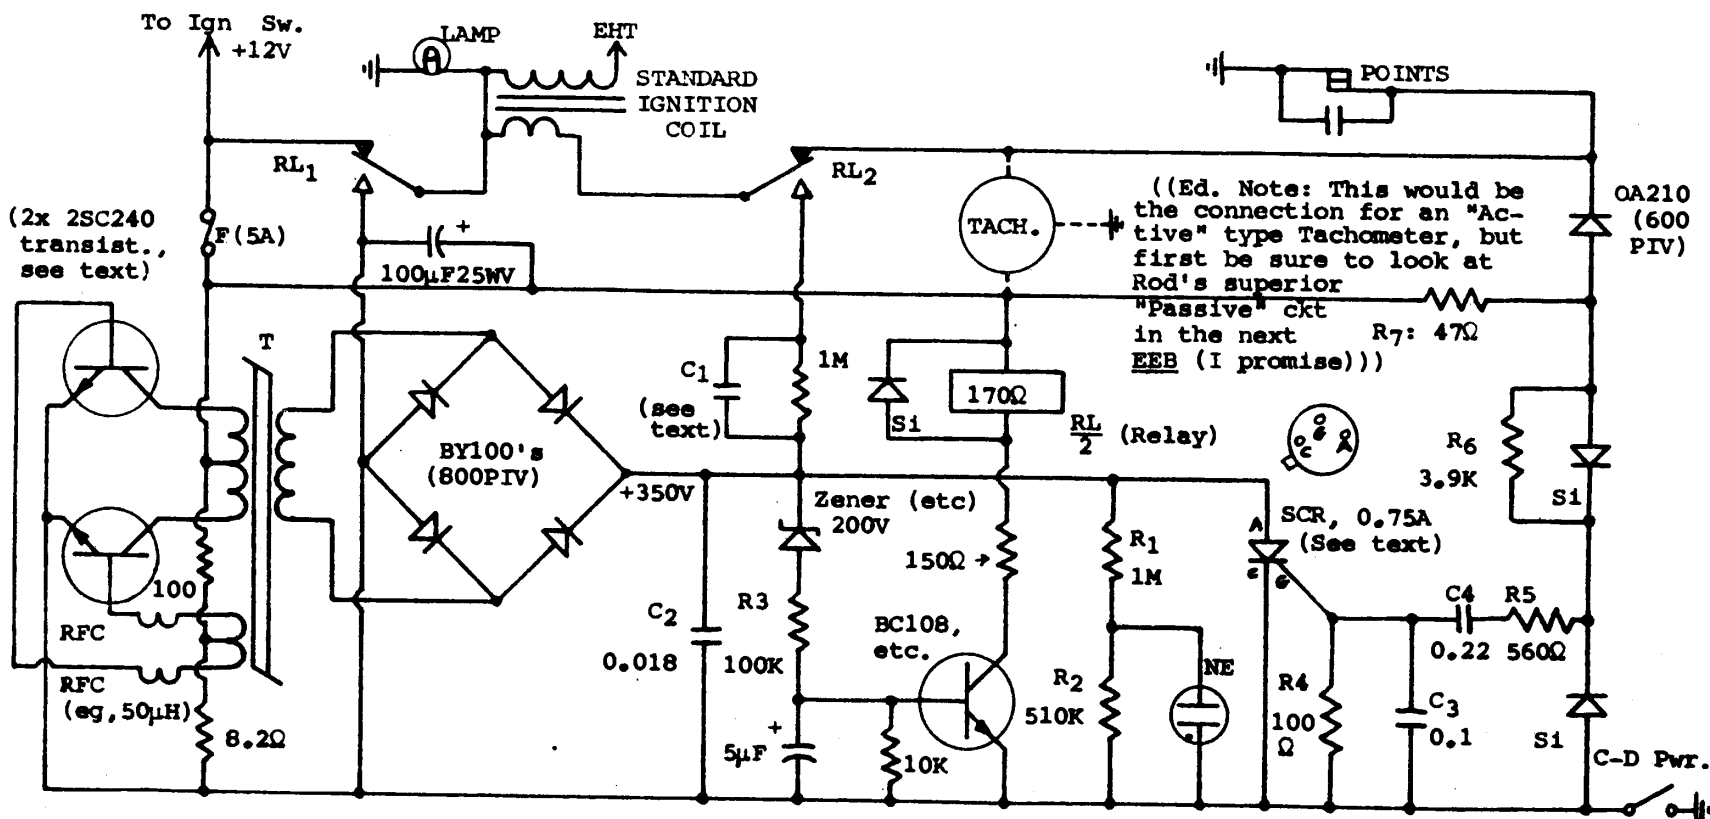 To Ign Sw.
+12V
LAMP
EHT
STANDARD
IGNITION
COIL
POINTS
RL1
RL2
(2x 2SC240
transist.,
see text)
F(5A)
100µF25WV
TACH.
((Ed. Note: This would be
the connection for an "Ac-
tive" type Tachometer, but
first be sure to look at
Rod's superior
"Passive" ckt
in the next
EEB (I promise)))
OA210
(600
PIV)
R7: 47Ω
T
C1
(see
text)
1M
Si
170Ω
RL
2 (Relay)
C G A
R6
3.9K
Si
BY100's
(800PIV)
+350V
Zener (etc)
200V
150Ω
R1
1M
A
C G
SCR, 0.75A
(See text)
100
RFC
RFC
(eg,50µH)
8.2Ω
C2
0.018
R3
100K
+
5µF
BC108,
etc.
10K
R2
510K
NE
R4
100
Ω
C4
0.22
R5
560Ω
C3
0.1
Si
C-D Pwr.